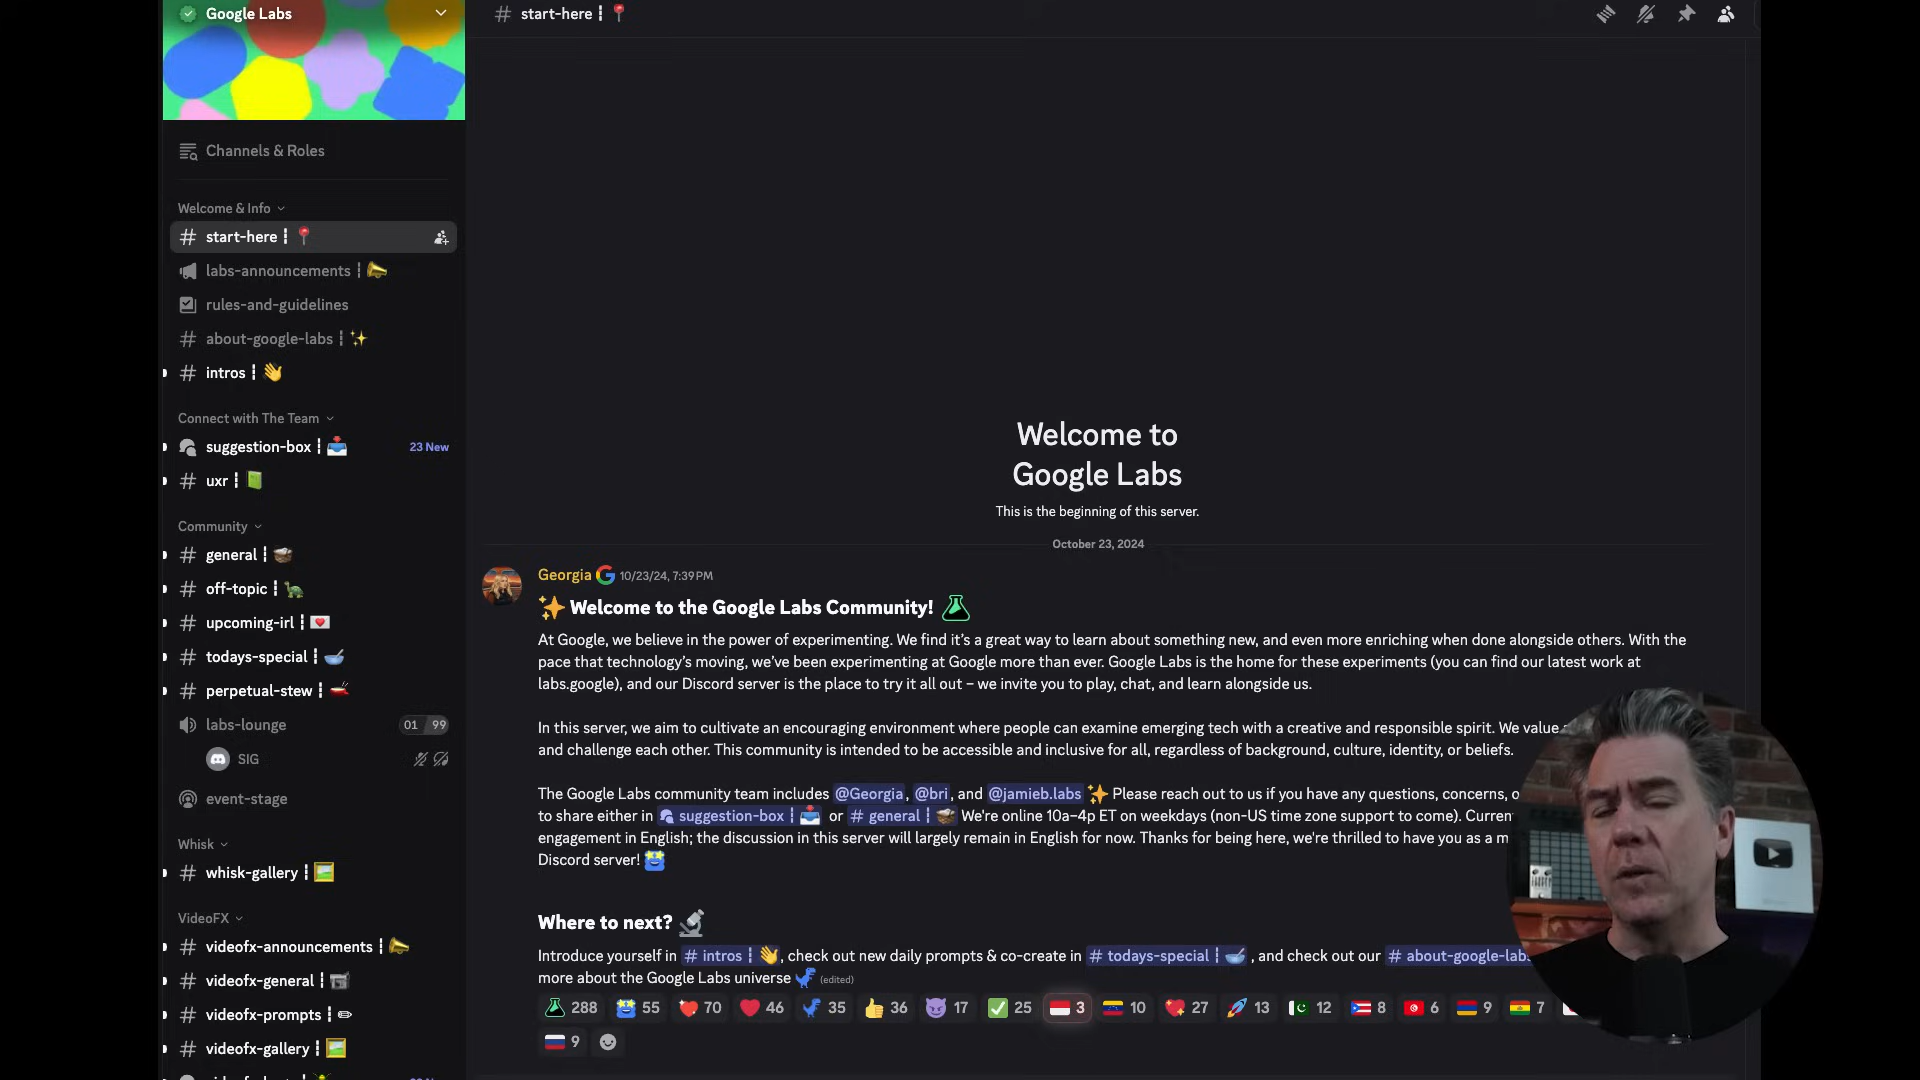 Google Labs
Channels & Roles
Welcome & Info
start-here
labs-announcements
rules-and-guidelines
about-google-labs
intros
Connect with The Team
suggestion-box
23 New
uxr
Community
general
off-topic
upcoming-irl
todays-special
perpetual-stew
labs-lounge
01 99
SIG
event-stage
Whisk
whisk-gallery
VideoFX
videofx-announcements
videofx-general
videofx-prompts
videofx-gallery
# start-here
Welcome to
Google Labs
This is the beginning of this server.
October 23, 2024
Georgia 10/23/24, 7:39 PM
✨ Welcome to the Google Labs Community!
At Google, we believe in the power of experimenting. We find it’s a great way to learn about something new, and even more enriching when done alongside others. With the
pace that technology’s moving, we’ve been experimenting at Google more than ever. Google Labs is the home for these experiments (you can find our latest work at
labs.google), and our Discord server is the place to try it all out – we invite you to play, chat, and learn alongside us.
In this server, we aim to cultivate an encouraging environment where people can examine emerging tech with a creative and responsible spirit. We value
and challenge each other. This community is intended to be accessible and inclusive for all, regardless of background, culture, identity, or beliefs.
The Google Labs community team includes @Georgia, @bri, and @jamieb.labs ✨ Please reach out to us if you have any questions, concerns,
to share either in suggestion-box or # general We're online 10a–4p ET on weekdays (non-US time zone support to come).
engagement in English; the discussion in this server will largely remain in English for now. Thanks for being here, we're thrilled to have you as a
Discord server!
Where to next?
Introduce yourself in # intros , check out new daily prompts & co-create in # todays-special , and check out our # about-google-labs
more about the Google Labs universe (edited)
288 55 70 46 35 36 17 25 3 10 27 13 12 8 6 9 7
9